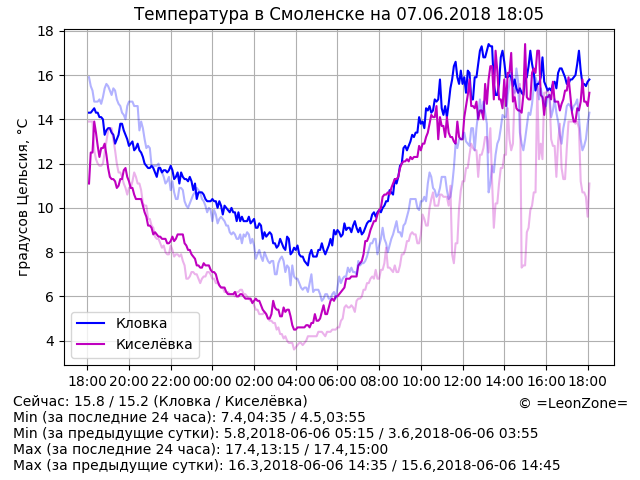 Температура в Смоленске на 07.06.2018 18:05
18
16
14
12
10
8
6
4
градусов Цельсия, °C
Кловка
Киселёвка
18:00 20:00 22:00 00:00 02:00 04:00 06:00 08:00 10:00 12:00 14:00 16:00 18:00
Сейчас: 15.8 / 15.2 (Кловка / Киселёвка)
© =LeonZone=
Min (за последние 24 часа): 7.4,04:35 / 4.5,03:55
Min (за предыдущие сутки): 5.8,2018-06-06 05:15 / 3.6,2018-06-06 03:55
Max (за последние 24 часа): 17.4,13:15 / 17.4,15:00
Max (за предыдущие сутки): 16.3,2018-06-06 14:35 / 15.6,2018-06-06 14:45